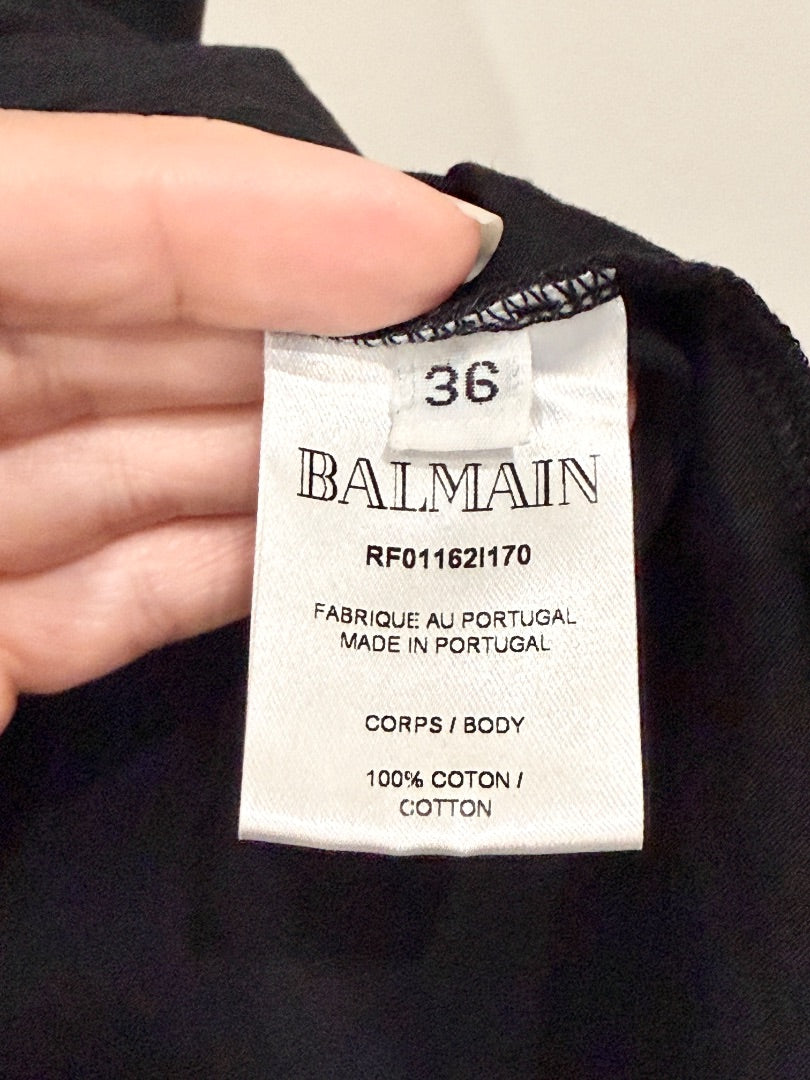 36
BALMAIN
RF01162I170
FABRIQUE AU PORTUGAL
MADE IN PORTUGAL
CORPS / BODY
100% COTON /
COTTON